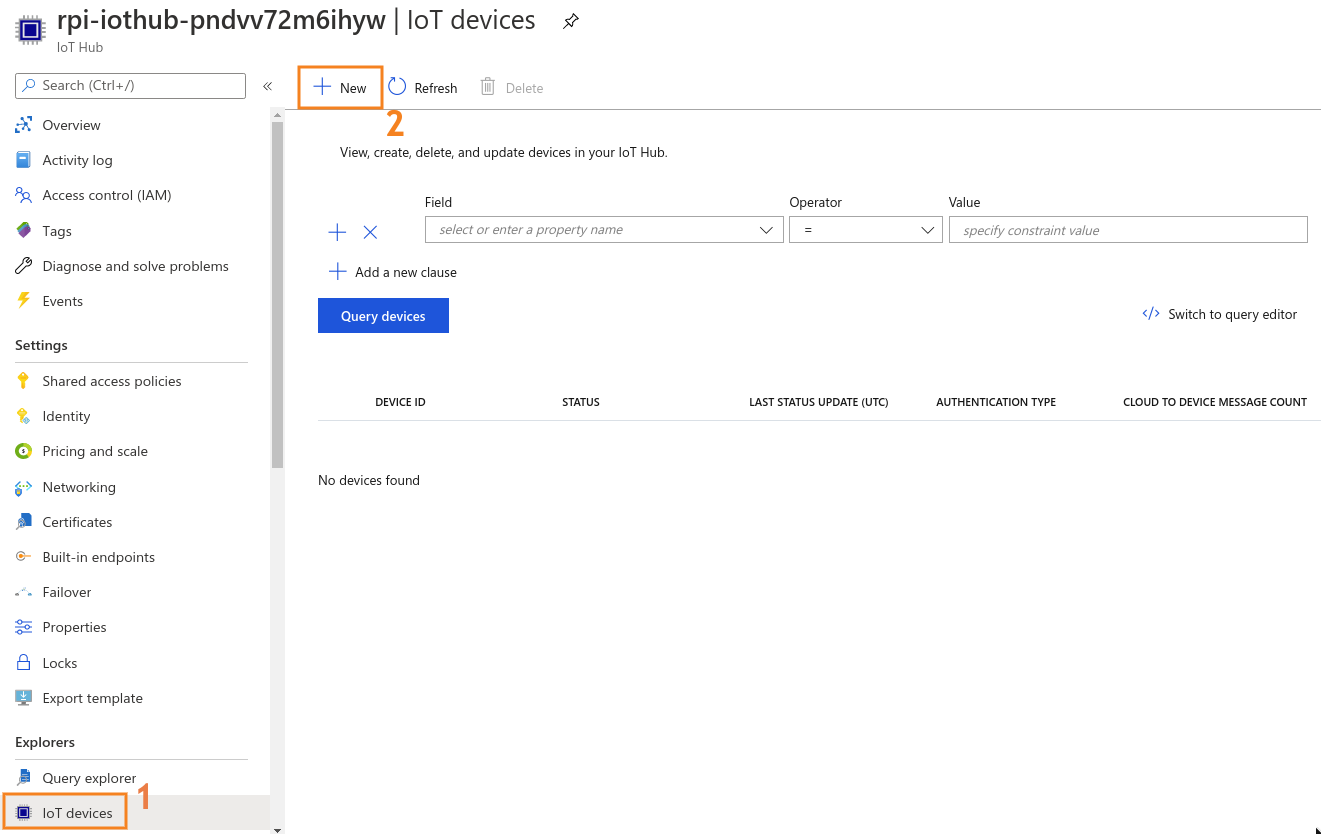 rpi-iothub-pndvv72m6ihyw | IoT devices
IoT Hub
Search (Ctrl+/)
«
Overview
Activity log
Access control (IAM)
Tags
Diagnose and solve problems
Events
Settings
Shared access policies
Identity
Pricing and scale
Networking
Certificates
Built-in endpoints
Failover
Properties
Locks
Export template
Explorers
Query explorer
IoT devices
1
New Refresh Delete
2
View, create, delete, and update devices in your IoT Hub.
Field Operator Value
select or enter a property name = specify constraint value
Add a new clause
Query devices
</> Switch to query editor
DEVICE ID STATUS LAST STATUS UPDATE (UTC) AUTHENTICATION TYPE CLOUD TO DEVICE MESSAGE COUNT
No devices found